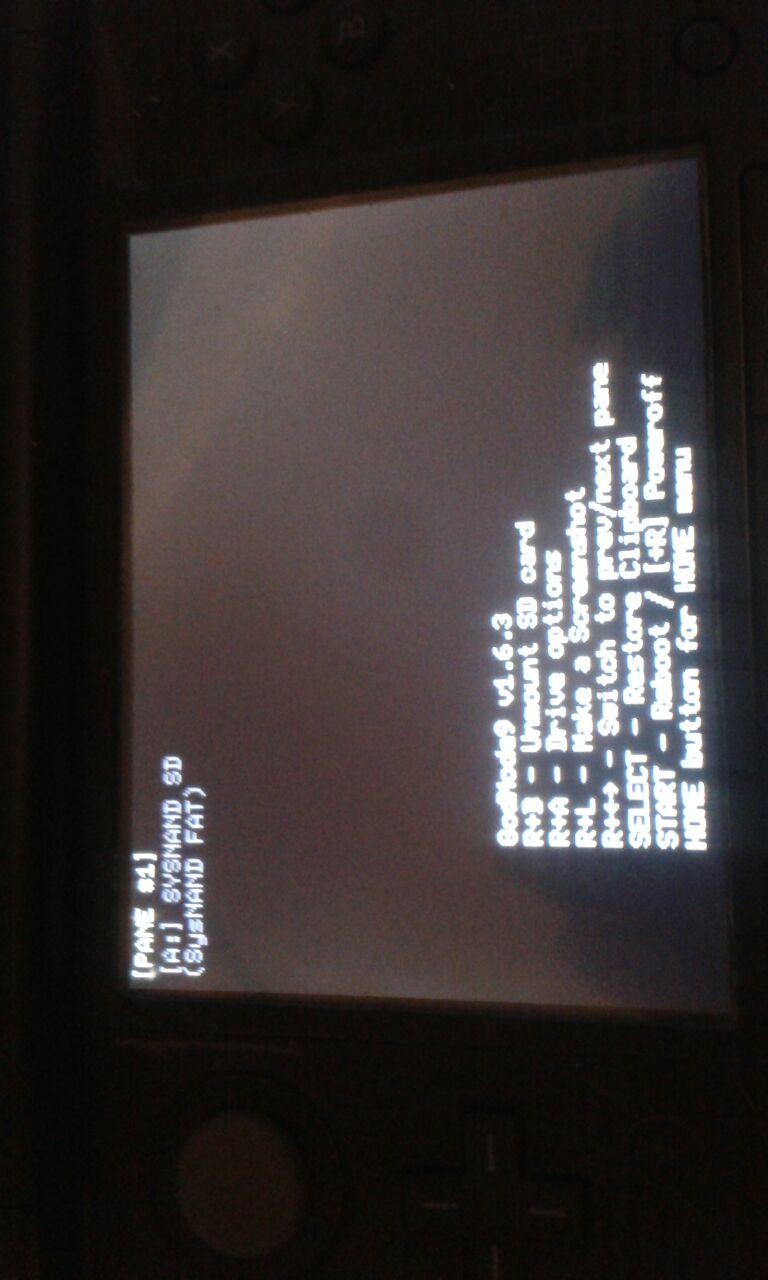 [PANE #1]
[A:] SYSNAND SD
(SysNAND FAT)
GodMode9 v1.6.3
R+B - Unmount SD card
R+A - Drive options
R+L - Make a Screenshot
R+←→ - Switch to prev/next pane
SELECT - Restore Clipboard
START - Reboot / [+R] Poweroff
HOME button for HOME menu
X
B
Y